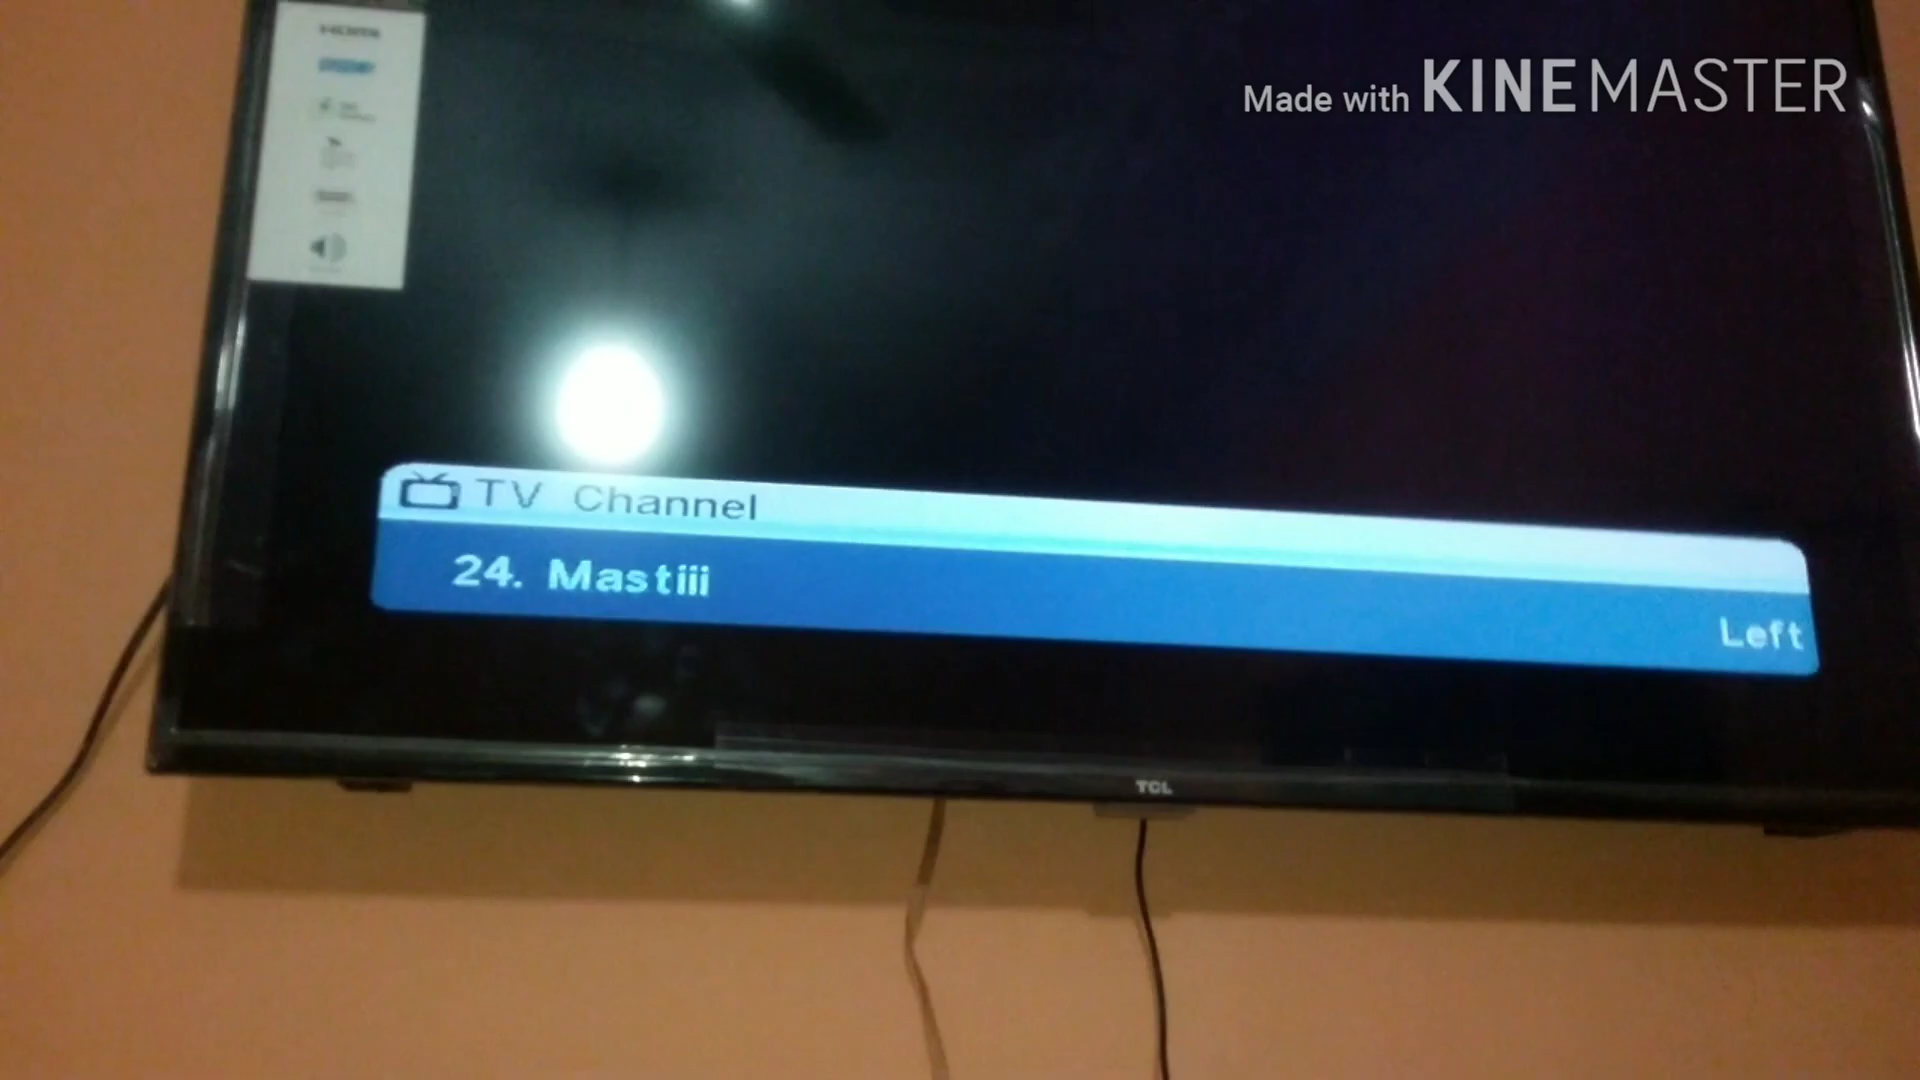 Made with KINEMASTER
TV Channel
24. Mastiii
Left
TCL